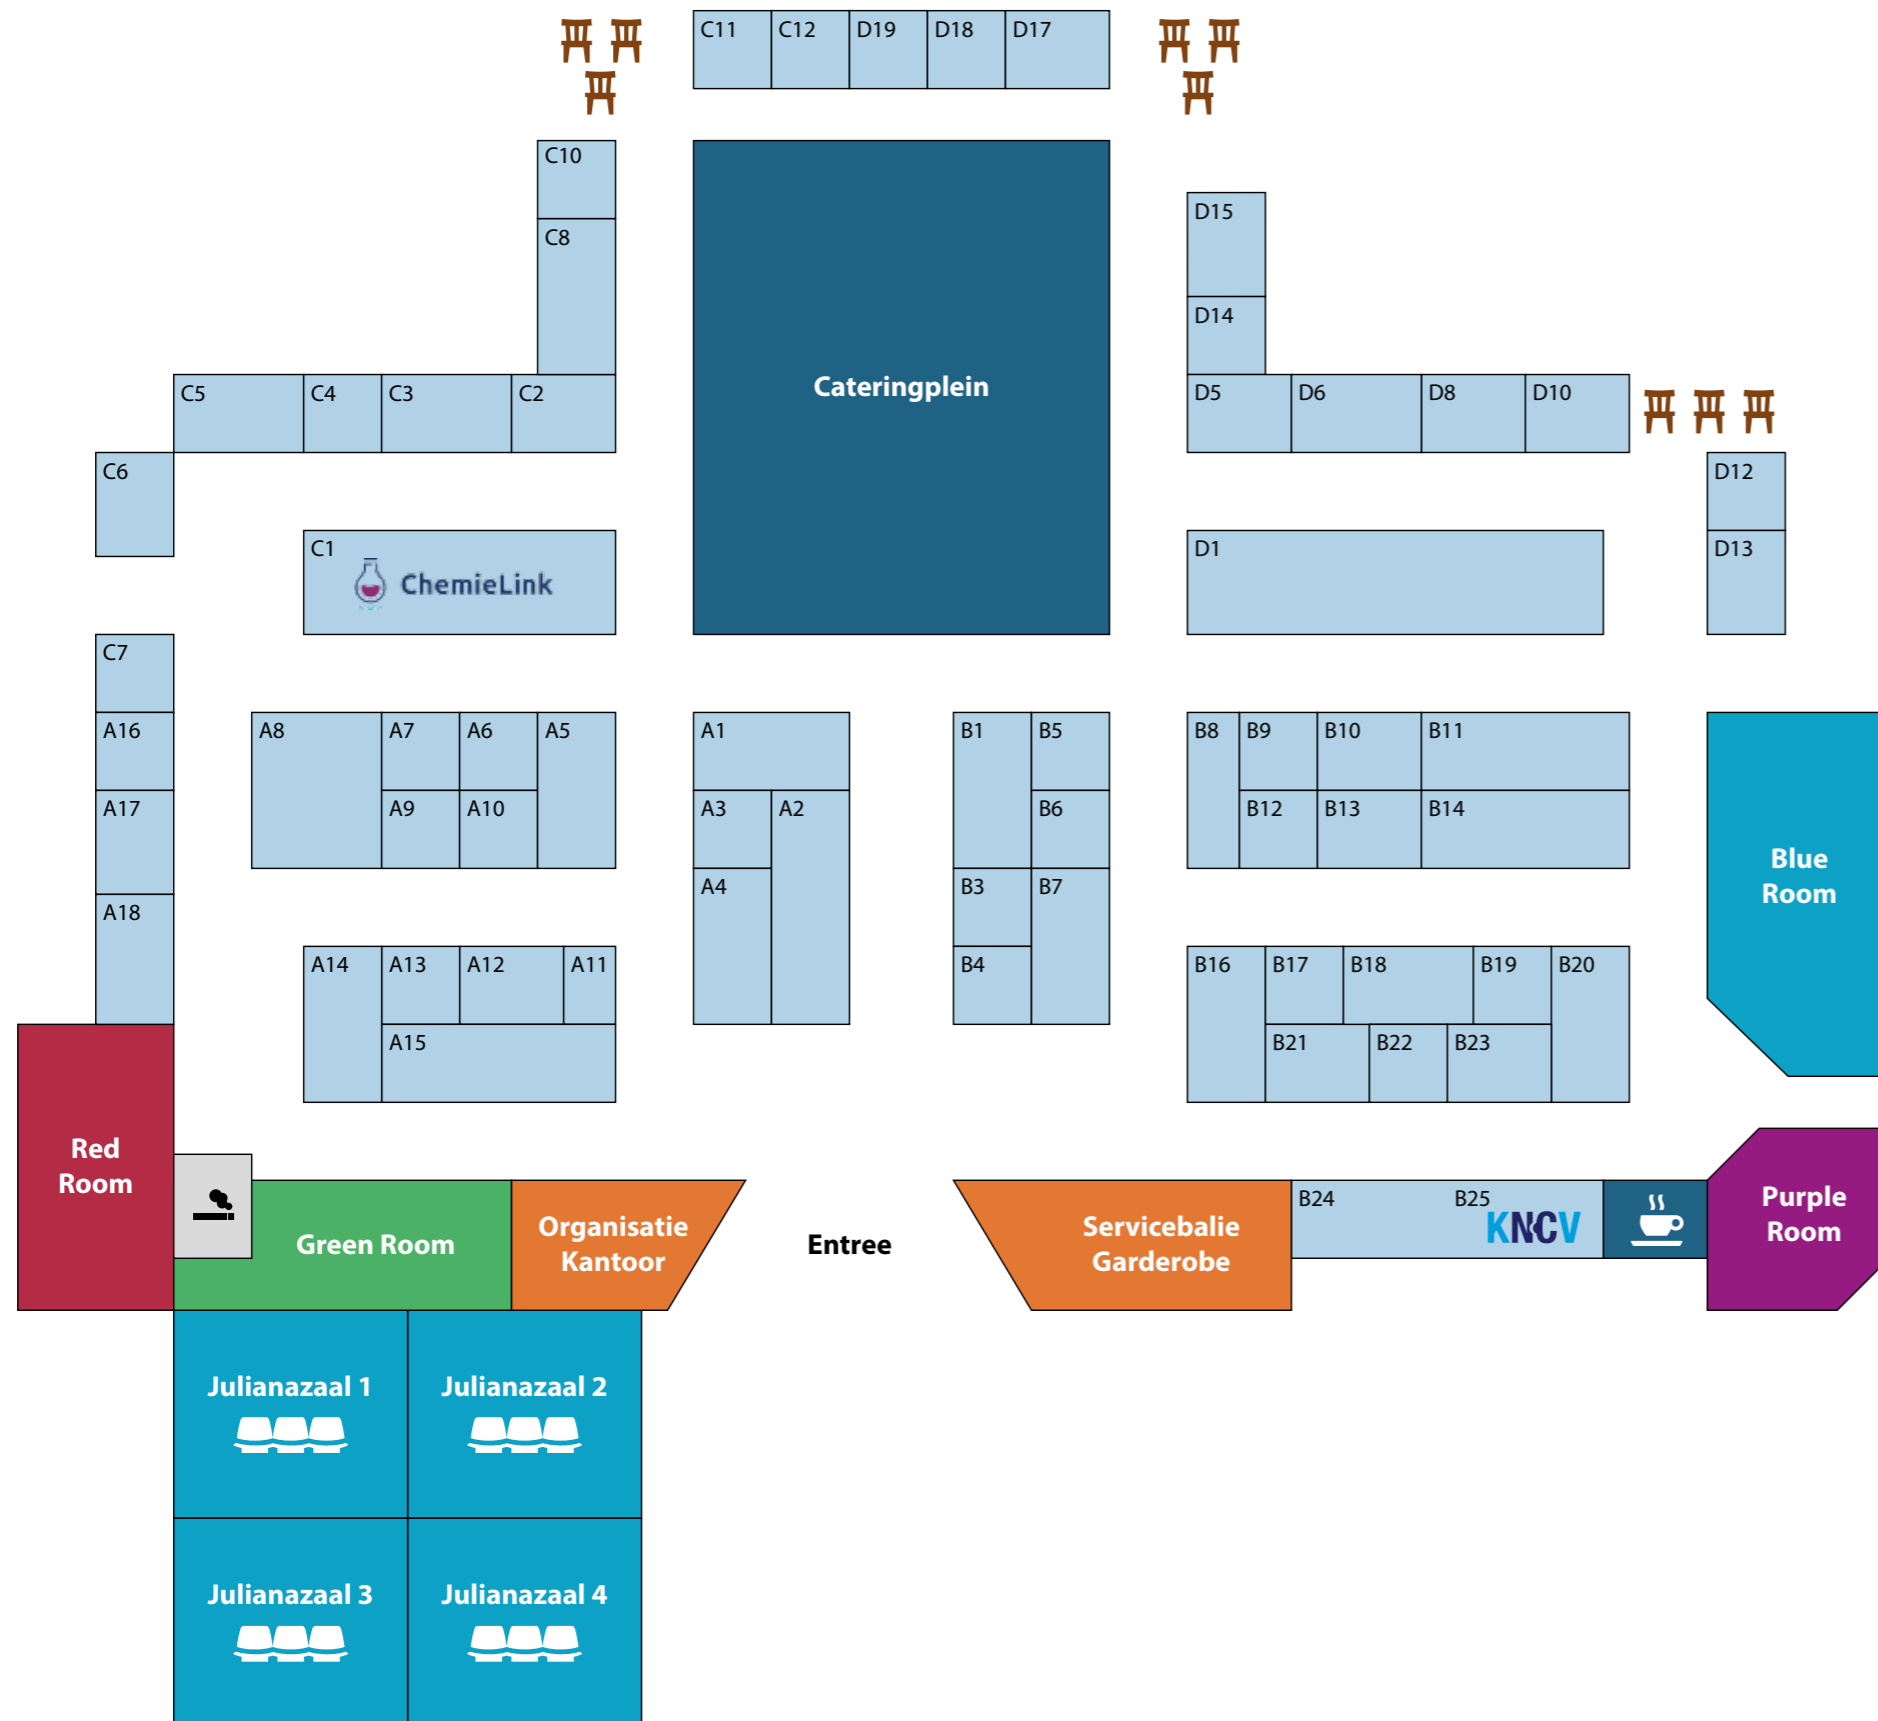 C11 C12 D19 D18 D17
C10
C8
D15
D14
Cateringplein
C5 C4 C3 C2
D5 D6 D8 D10
C6
D12
C1
ChemieLink
D1
D13
C7
A16
A8 A7 A6 A5
A1
B1 B5
B8 B9 B10 B11
A17
A9 A10
A3 A2
B6
B12 B13 B14
Blue
Room
A18
A4
B3 B7
A14 A13 A12 A11
B4
B16 B17 B18 B19 B20
A15
B21 B22 B23
Red
Room
Green Room
Organisatie
Kantoor
Entree
Servicebalie
Garderobe
B24 B25
KNCV
Purple
Room
Julianazaal 1 Julianazaal 2
Julianazaal 3 Julianazaal 4